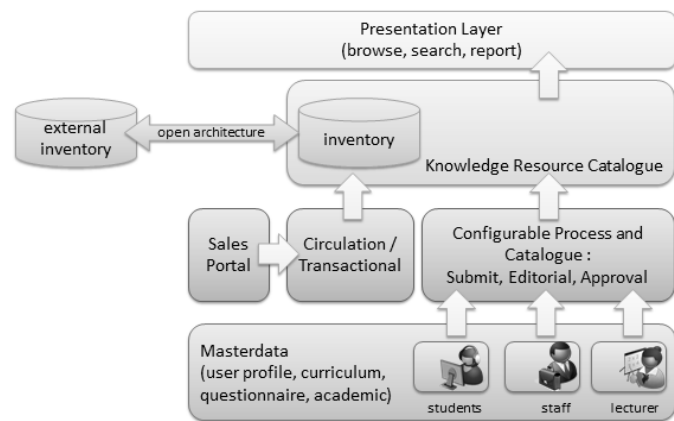 Presentation Layer
(browse, search, report)
external
inventory
open architecture
inventory
Knowledge Resource Catalogue
Sales
Portal
Circulation /
Transactional
Configurable Process and
Catalogue :
Submit, Editorial, Approval
Masterdata
(user profile, curriculum,
questionnaire, academic)
students
staff
lecturer